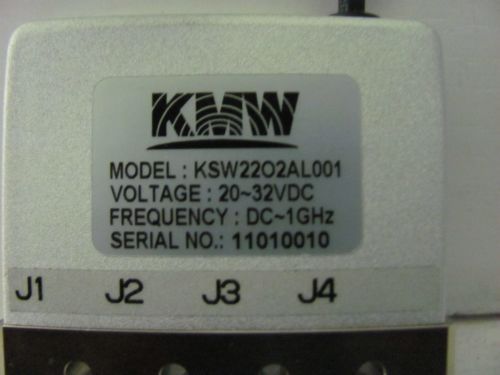 KMW
MODEL : KSW22O2AL001
VOLTAGE : 20~32VDC
FREQUENCY : DC~1GHz
SERIAL NO.: 11010010
J1 J2 J3 J4